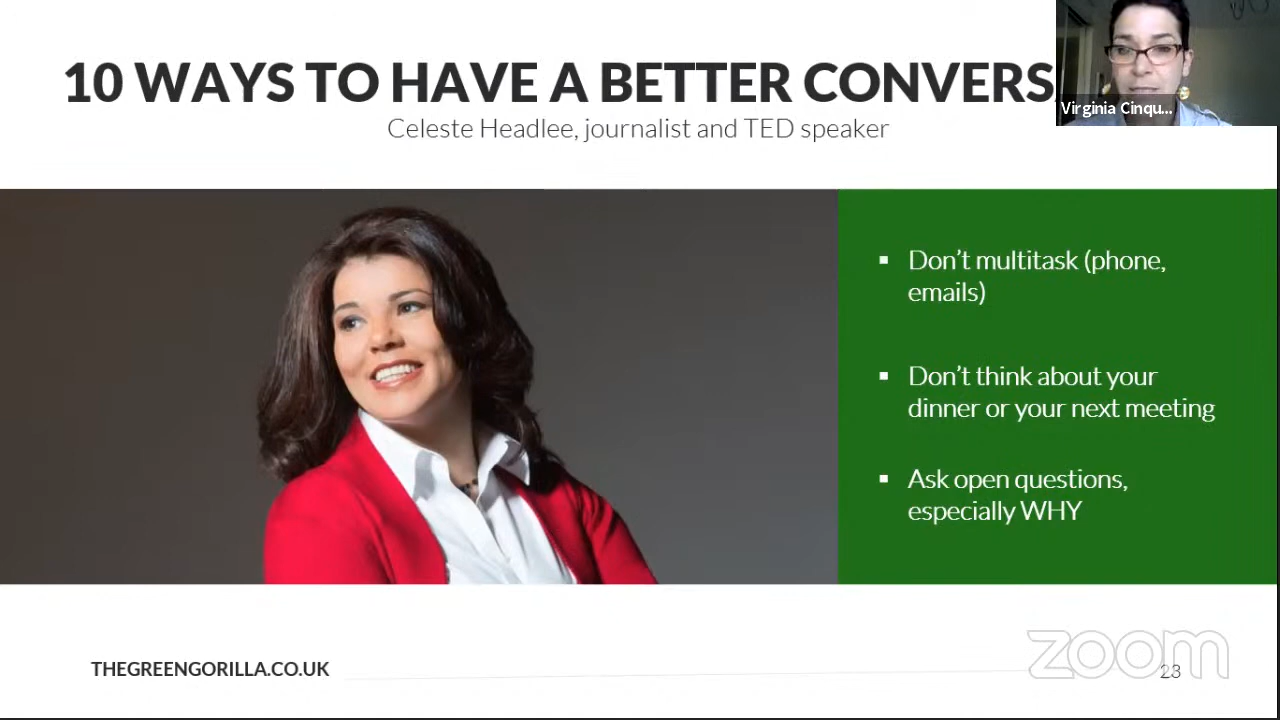 10 WAYS TO HAVE A BETTER CONVERS
Celeste Headlee, journalist and TED speaker
Virginia Cinqu...
▪ Don't multitask (phone,
emails)
▪ Don't think about your
dinner or your next meeting
▪ Ask open questions,
especially WHY
THEGREENGORILLA.CO.UK
zoom
23